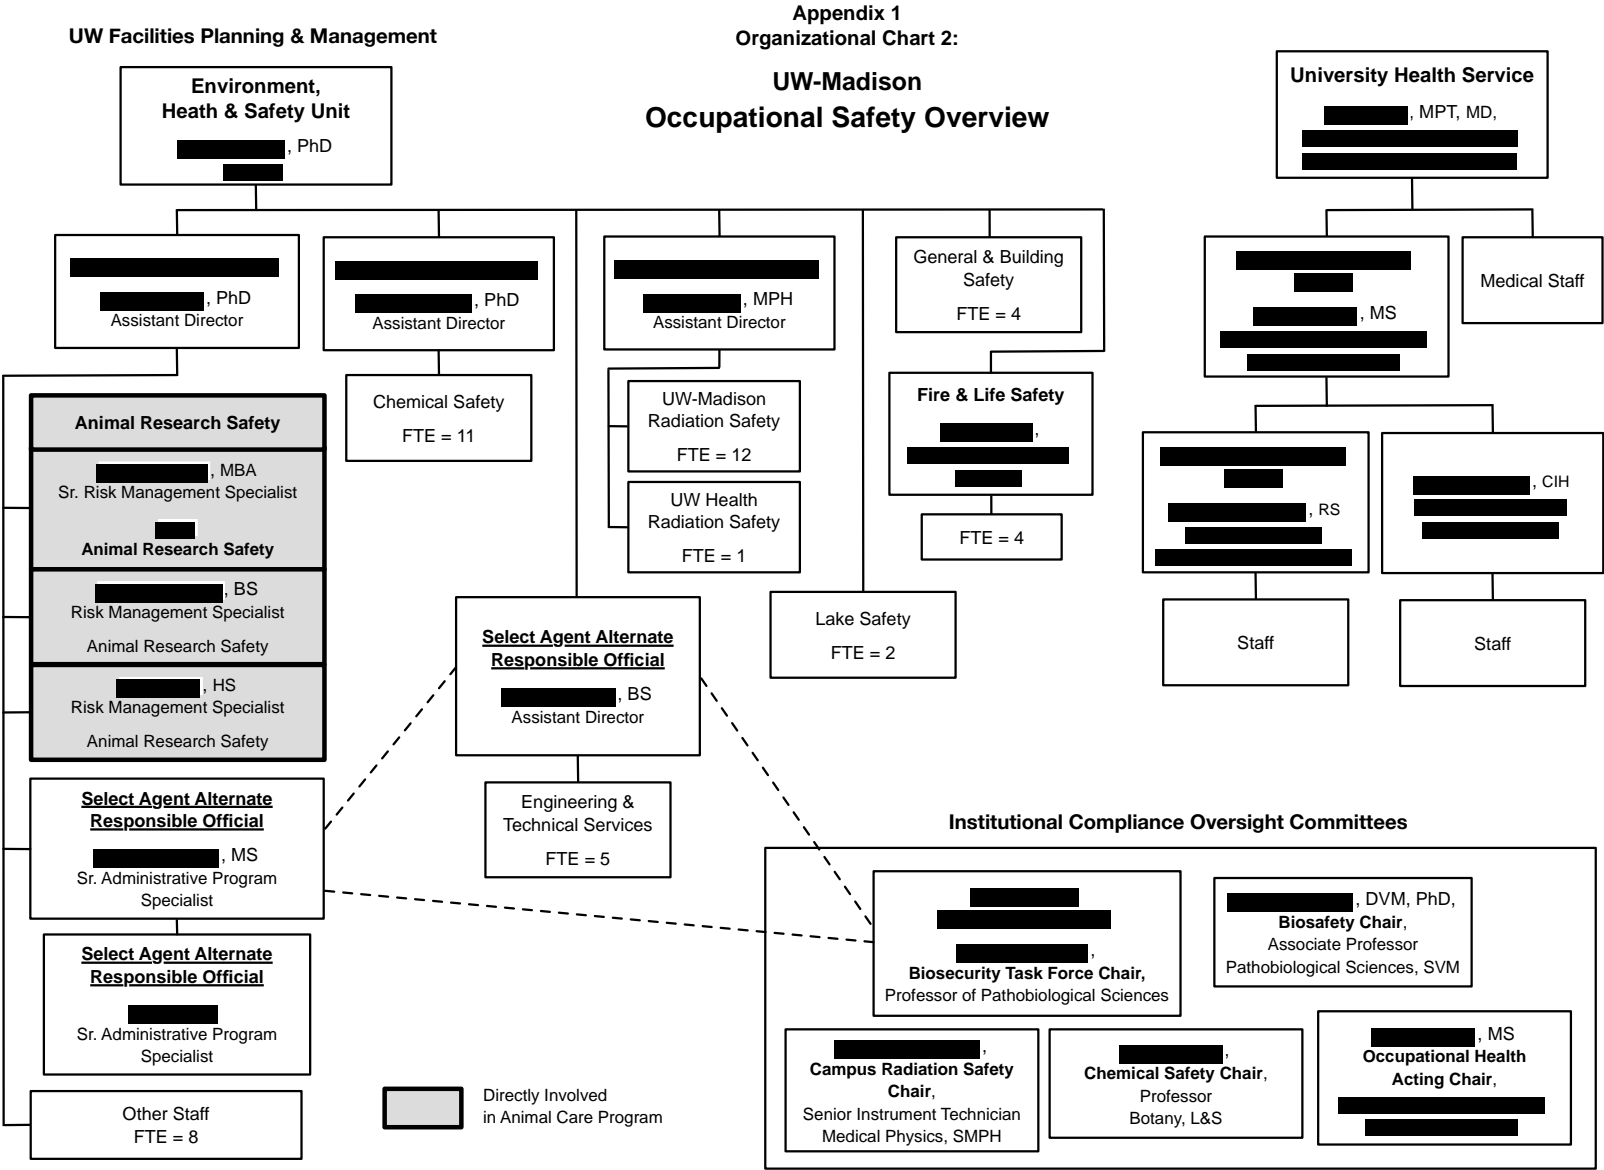 Appendix 1
Organizational Chart 2:
UW-Madison
Occupational Safety Overview
UW Facilities Planning & Management
Environment,
Heath & Safety Unit
, PhD
, PhD
Assistant Director
, PhD
Assistant Director
, MPH
Assistant Director
General & Building
Safety
FTE = 4
Animal Research Safety
, MBA
Sr. Risk Management Specialist
Animal Research Safety
, BS
Risk Management Specialist
Animal Research Safety
, HS
Risk Management Specialist
Animal Research Safety
Select Agent Alternate
Responsible Official
, MS
Sr. Administrative Program
Specialist
Select Agent Alternate
Responsible Official
Sr. Administrative Program
Specialist
Other Staff
FTE = 8
Chemical Safety
FTE = 11
UW-Madison
Radiation Safety
FTE = 12
UW Health
Radiation Safety
FTE = 1
Fire & Life Safety
,
FTE = 4
Select Agent Alternate
Responsible Official
, BS
Assistant Director
Engineering &
Technical Services
FTE = 5
Lake Safety
FTE = 2
University Health Service
, MPT, MD,
, MS
Medical Staff
, RS
, CIH
Staff
Staff
Institutional Compliance Oversight Committees
,
Biosecurity Task Force Chair,
Professor of Pathobiological Sciences
, DVM, PhD,
Biosafety Chair,
Associate Professor
Pathobiological Sciences, SVM
,
Campus Radiation Safety
Chair,
Senior Instrument Technician
Medical Physics, SMPH
,
Chemical Safety Chair,
Professor
Botany, L&S
, MS
Occupational Health
Acting Chair,
Directly Involved
in Animal Care Program